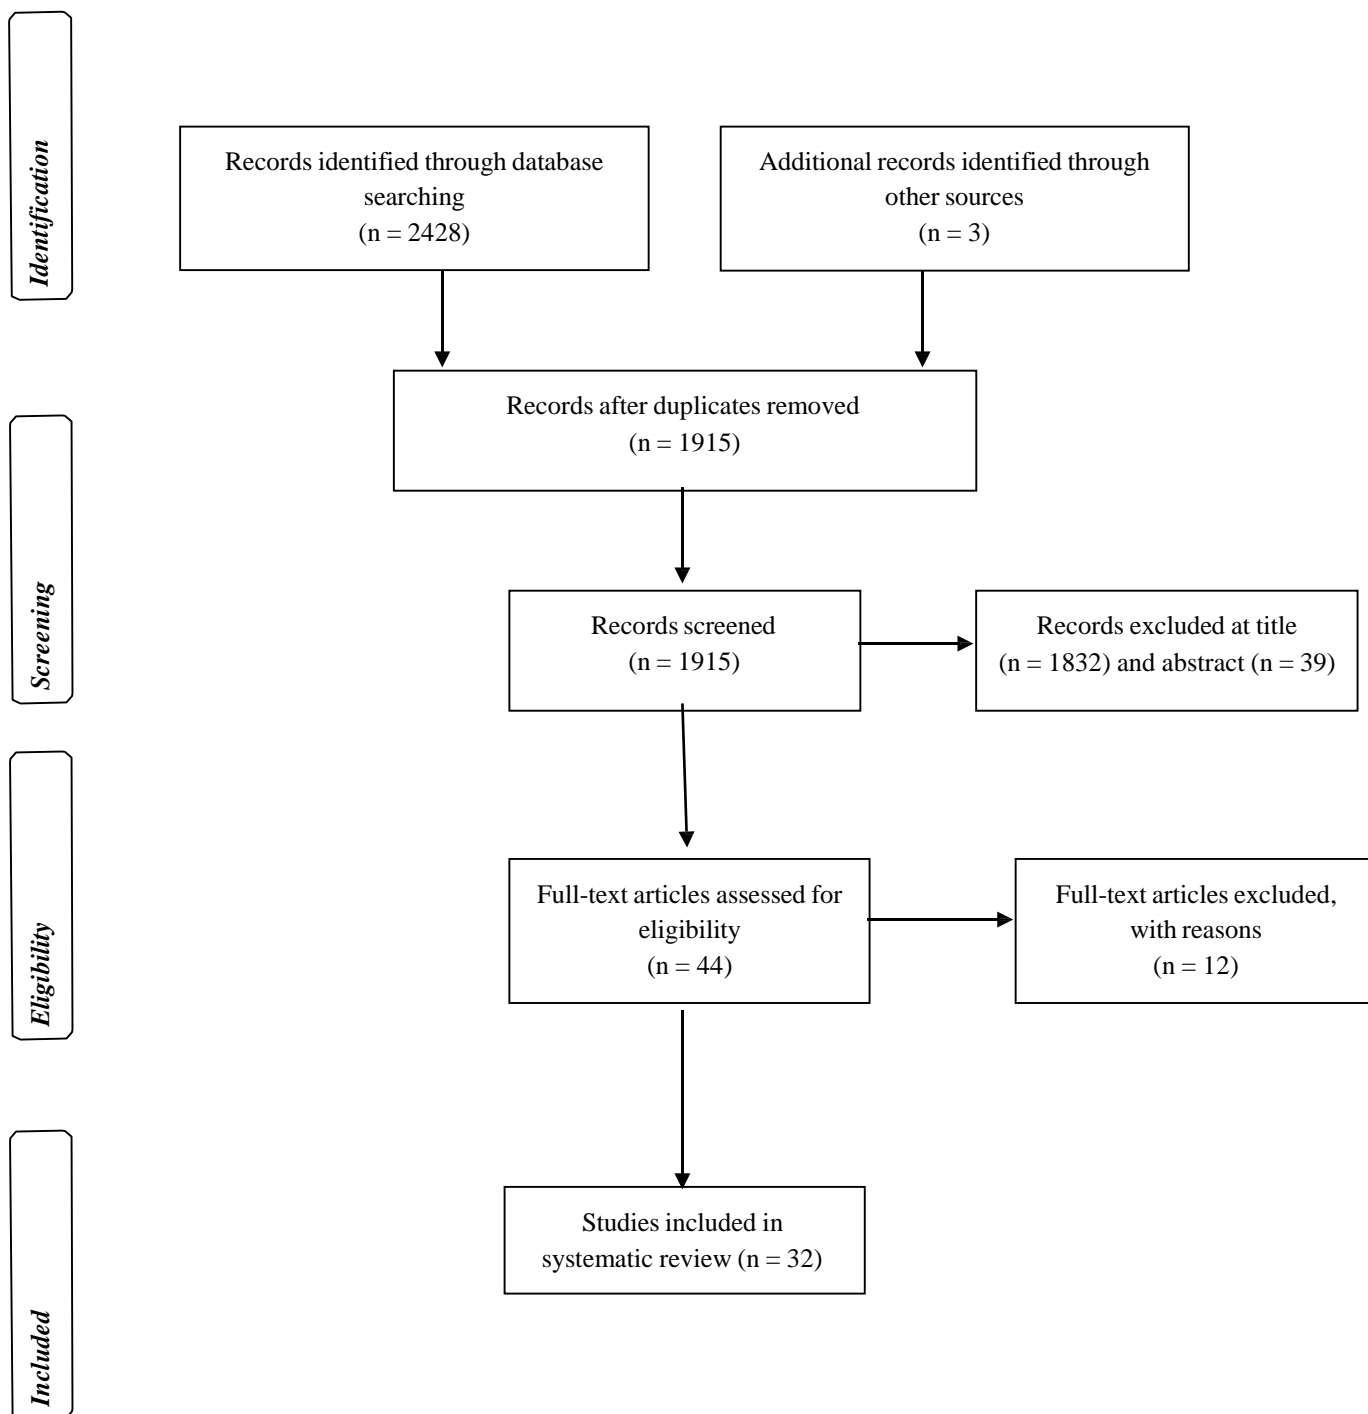 Identification
Records identified through database
searching
(n = 2428)
Additional records identified through
other sources
(n = 3)
Records after duplicates removed
(n = 1915)
Screening
Records screened
(n = 1915)
Records excluded at title
(n = 1832) and abstract (n = 39)
Eligibility
Full-text articles assessed for
eligibility
(n = 44)
Full-text articles excluded,
with reasons
(n = 12)
Included
Studies included in
systematic review (n = 32)